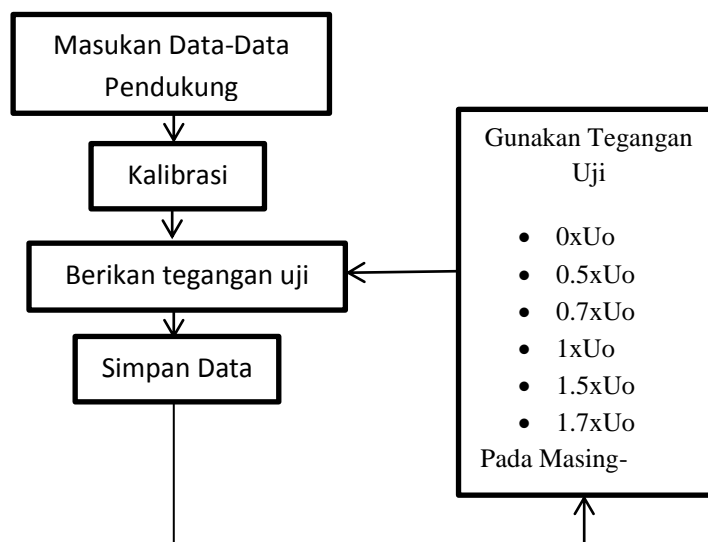 Masukan Data-Data
Pendukung
Kalibrasi
Berikan tegangan uji
Simpan Data
Gunakan Tegangan
Uji
• 0xUo
• 0.5xUo
• 0.7xUo
• 1xUo
• 1.5xUo
• 1.7xUo
Pada Masing-